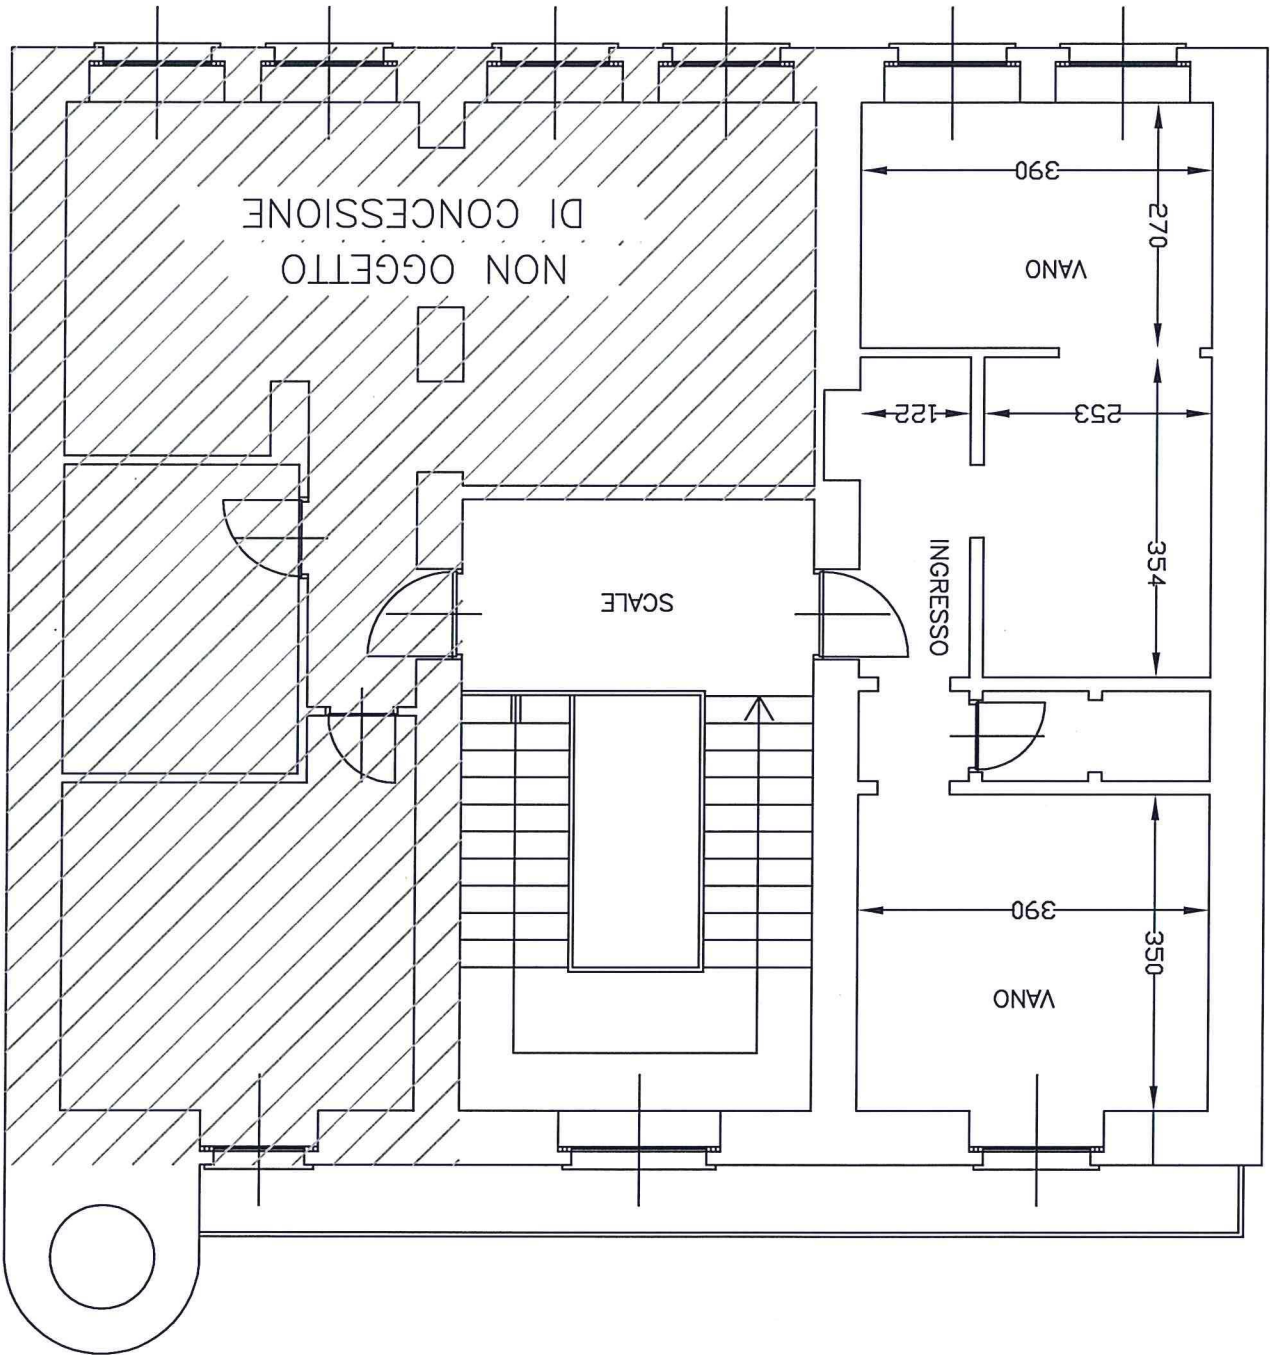 NON OGGETTO
DI CONCESSIONE
390
270
VANO
122
253
354
INGRESSO
SCALE
390
350
VANO